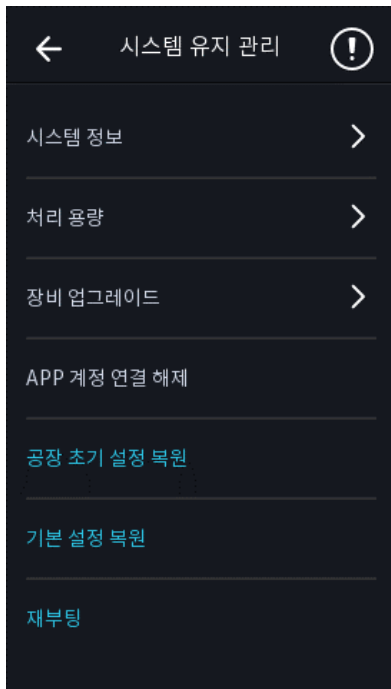 시스템 유지 관리
시스템 정보
처리 용량
장비 업그레이드
APP 계정 연결 해제
공장 초기 설정 복원
기본 설정 복원
재부팅